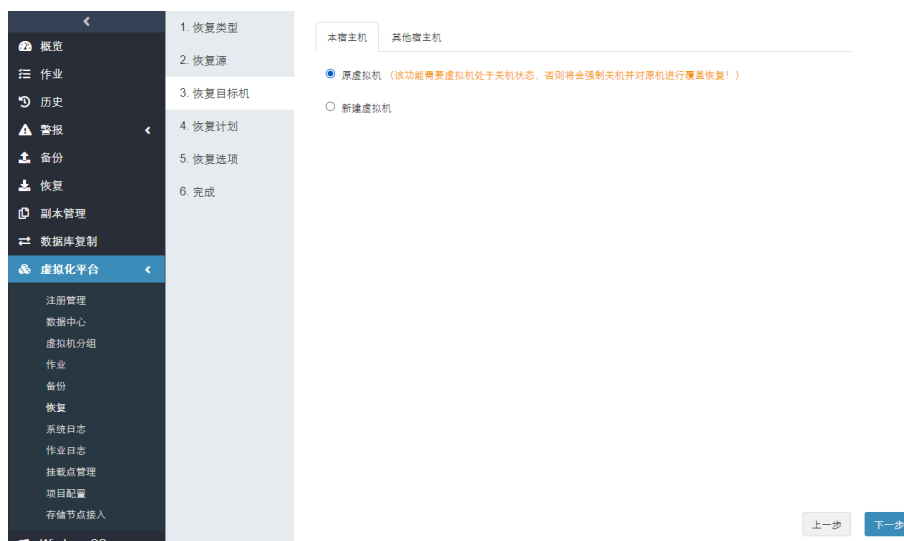 概览
作业
历史
警报
备份
恢复
副本管理
数据库复制
虚拟化平台
注册管理
数据中心
虚拟机分组
作业
备份
恢复
系统日志
作业日志
挂载点管理
项目配置
存储节点接入
1. 恢复类型
2. 恢复源
3. 恢复目标机
4. 恢复计划
5. 恢复选项
6. 完成
本宿主机 其他宿主机
原虚拟机 （该功能需要虚拟机处于关机状态，否则将会强制关机并对原机进行覆盖恢复！）
新建虚拟机
上一步 下一步